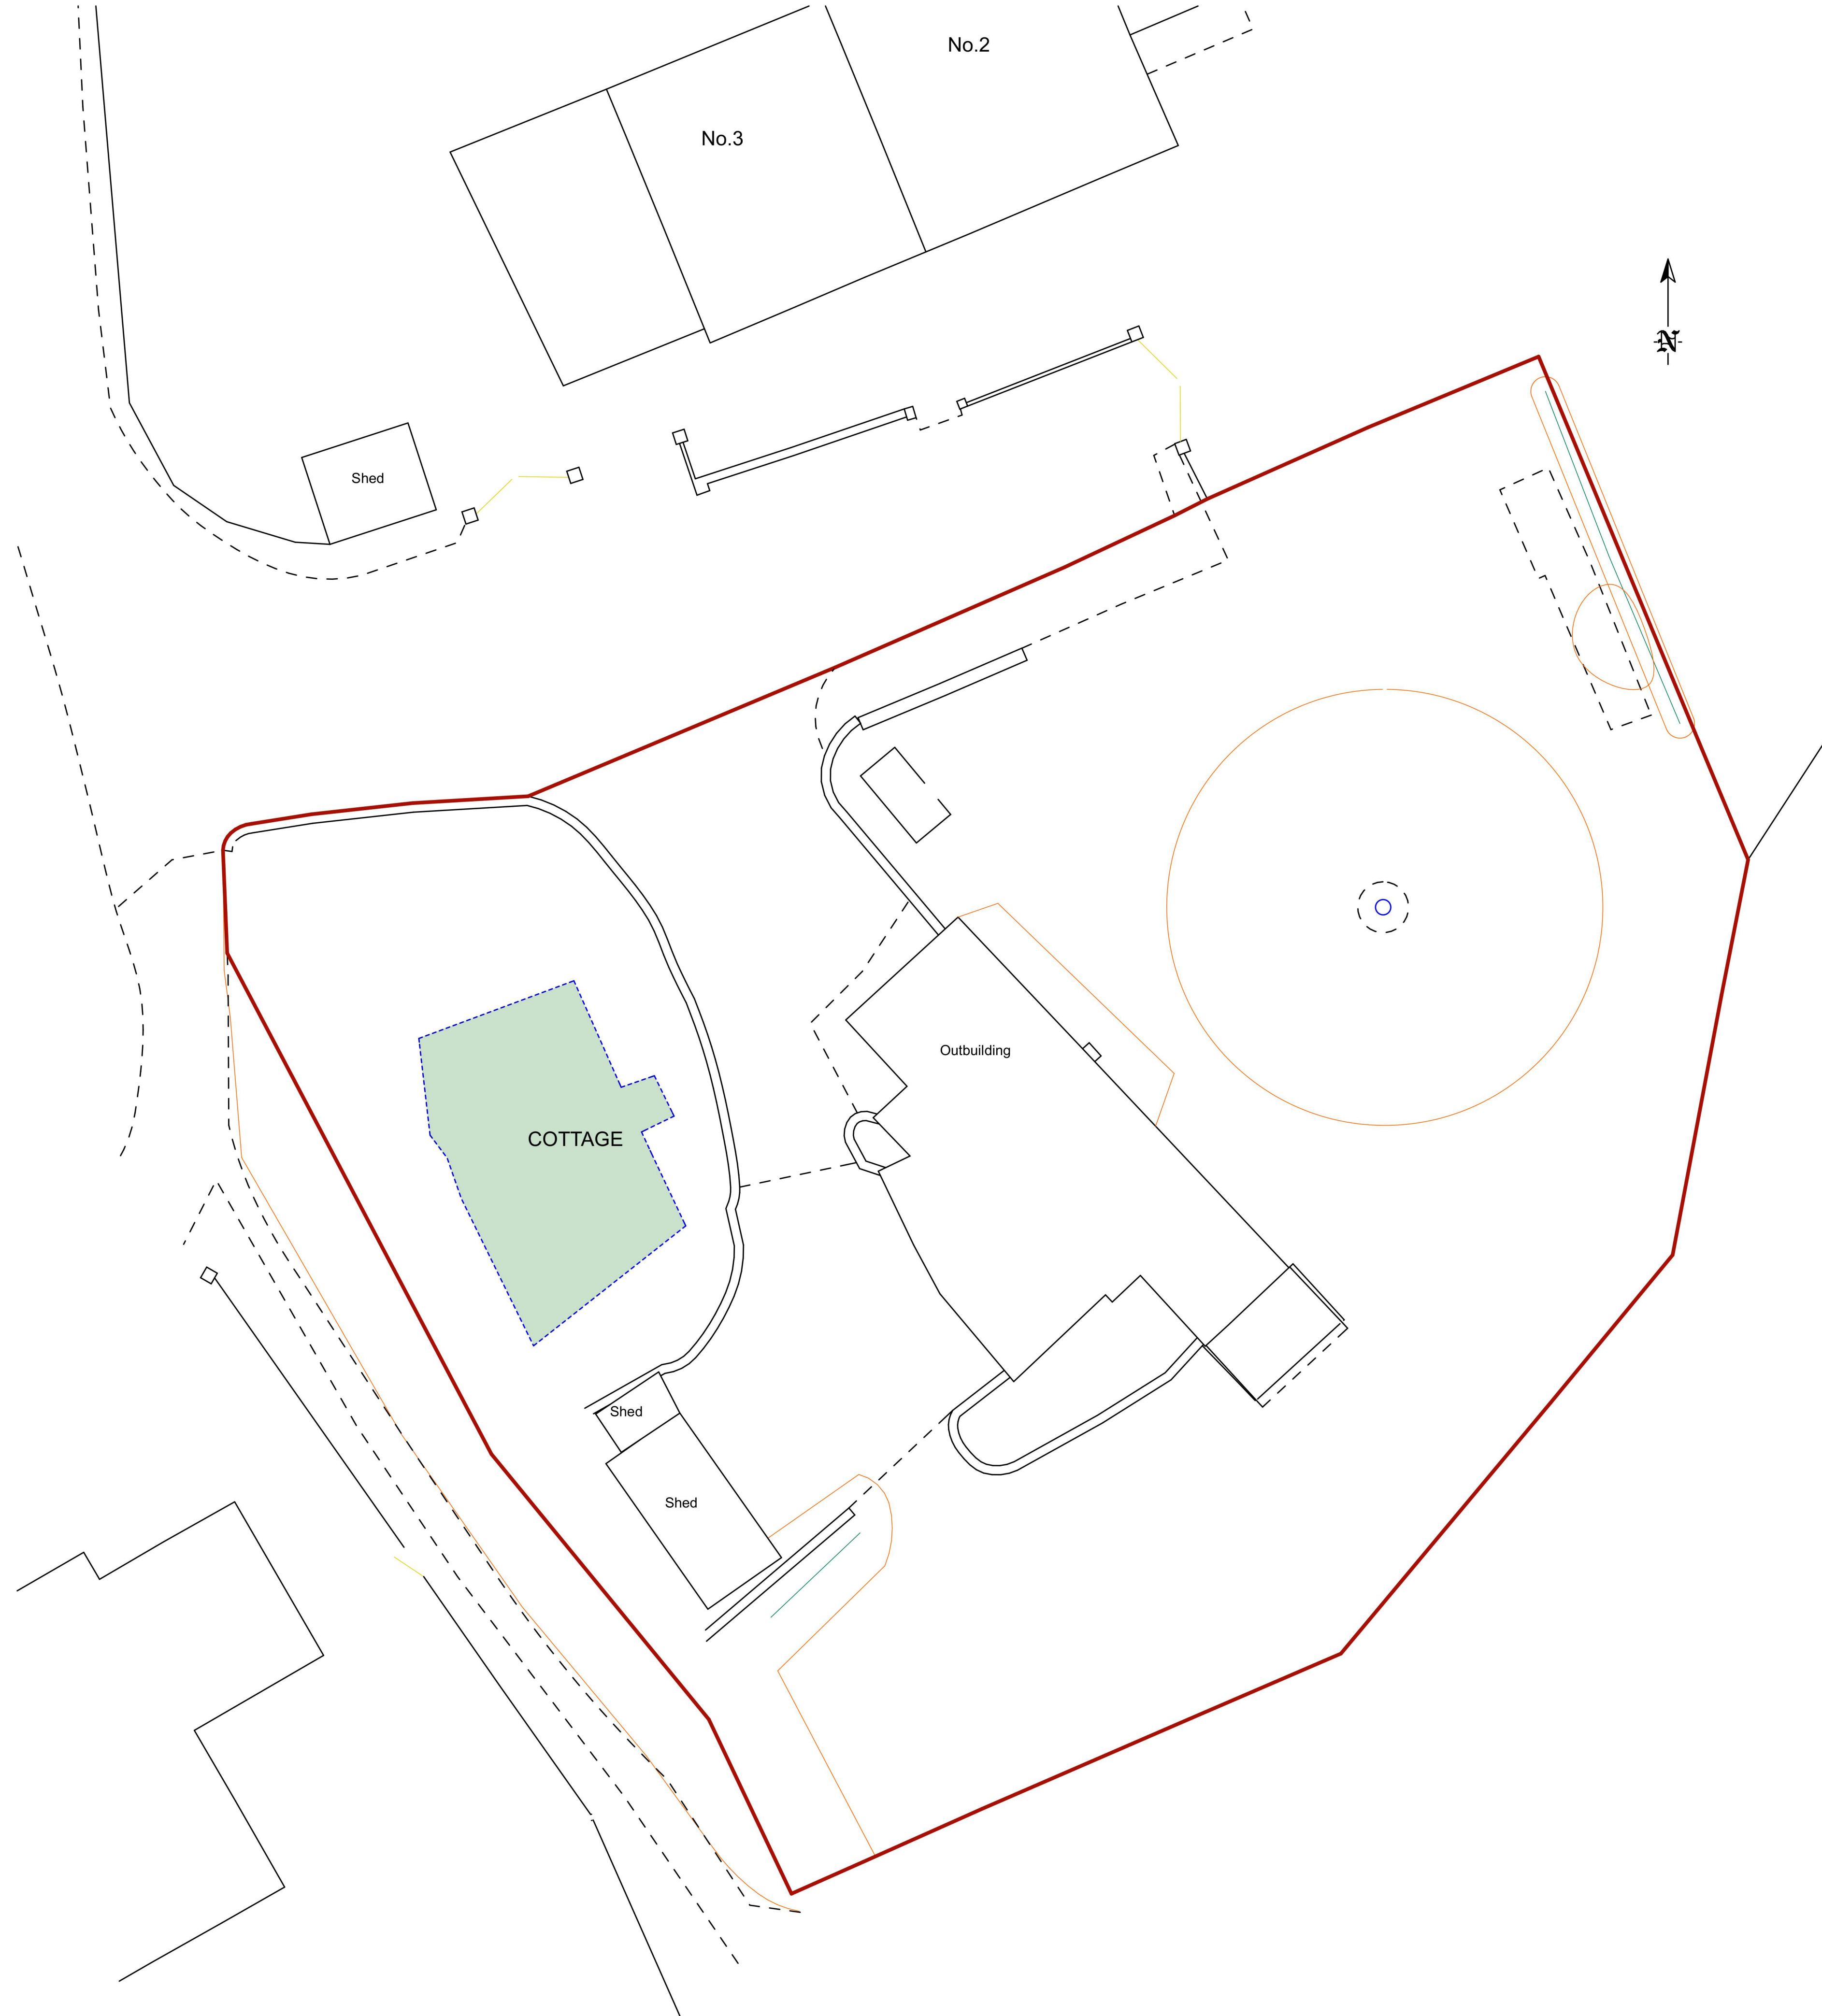 No.2
No.3
N
Shed
Outbuilding
COTTAGE
Shed
Shed